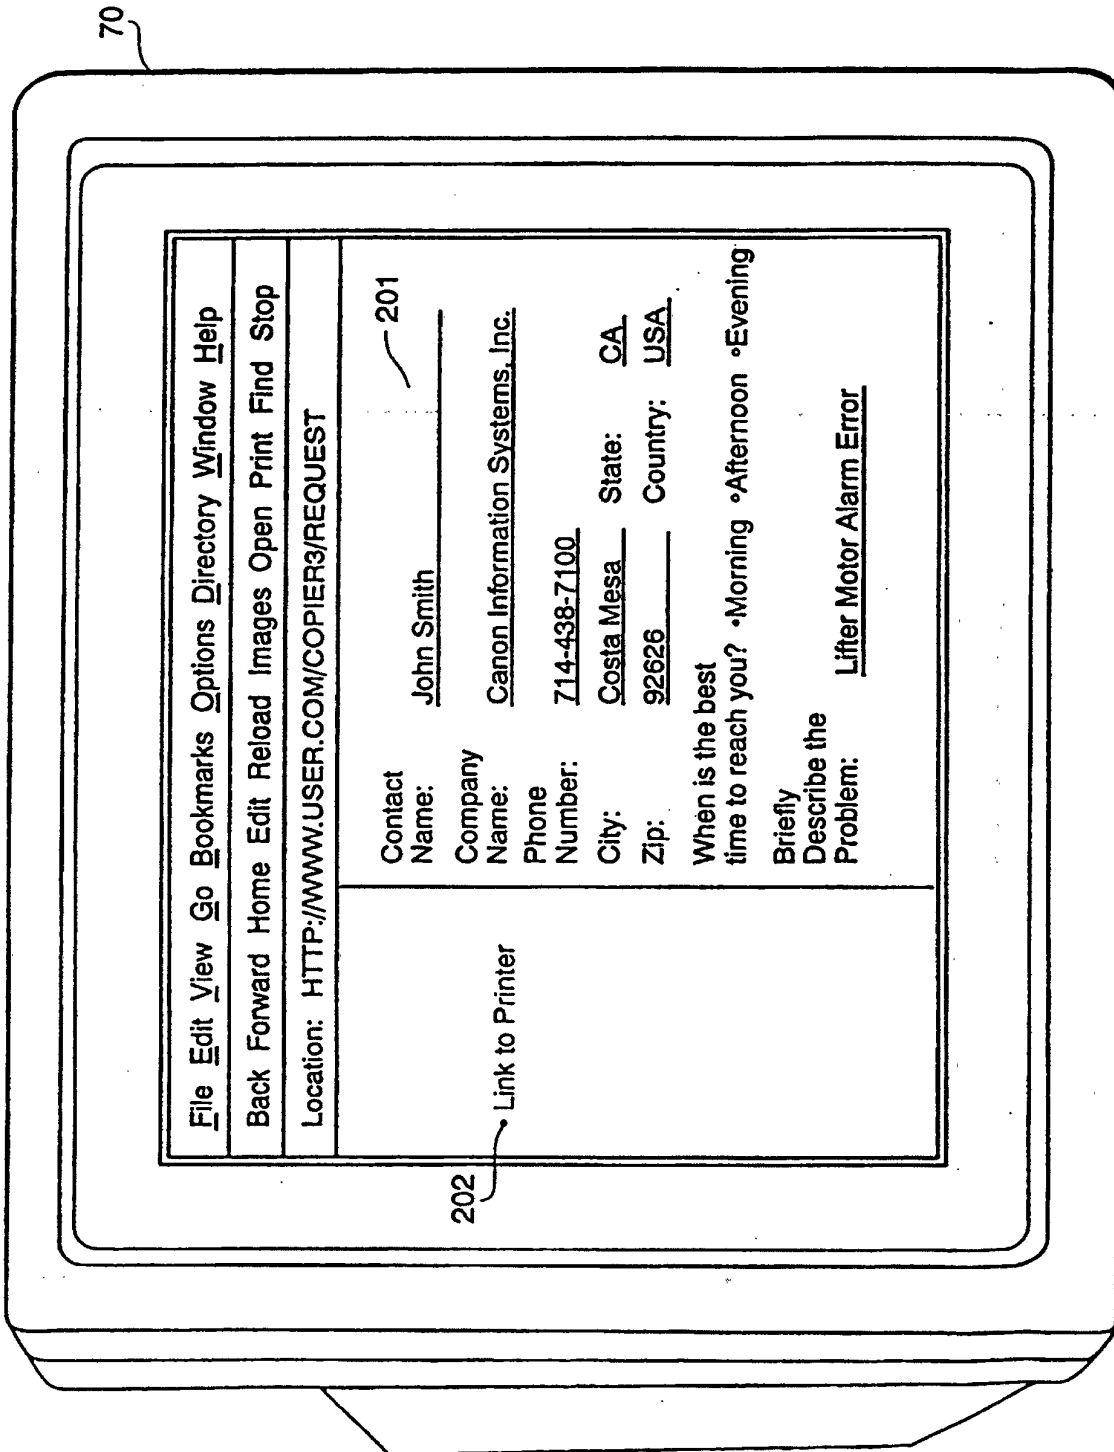 70
File Edit View Go Bookmarks Options Directory Window Help
Back Forward Home Edit Reload Images Open Print Find Stop
Location: HTTP://WWW.USER.COM/COPIER3/REQUEST
201
Contact
Name: John Smith
Company
Name: Canon Information Systems, Inc.
Phone
Number: 714-438-7100
City: Costa Mesa State: CA
Zip: 92626 Country: USA
When is the best
time to reach you? •Morning °Afternoon °Evening
Briefly
Describe the
Problem: Lifter Motor Alarm Error
202
• Link to Printer